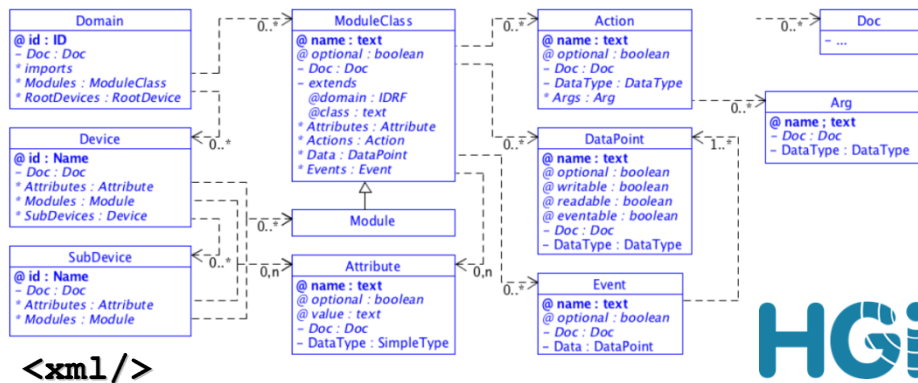 Domain
@ id : ID
- Doc : Doc
* imports
* Modules : ModuleClass
* RootDevices : RootDevice
0..*
Device
@ id : Name
- Doc : Doc
* Attributes : Attribute
* Modules : Module
* SubDevices : Device
0..*
SubDevice
@ id : Name
- Doc : Doc
* Attributes : Attribute
* Modules : Module
0..*
ModuleClass
@ name : text
@ optional : boolean
- Doc : Doc
- extends
@domain : IDRF
@class : text
* Attributes : Attribute
* Actions : Action
* Data : DataPoint
* Events : Event
0..*
Module
0,n
Attribute
@ name : text
@ optional : boolean
@ value : text
- Doc : Doc
- DataType : SimpleType
0,n
0..*
Action
@ name : text
@ optional : boolean
- Doc : Doc
- DataType : DataType
* Args : Arg
0..*
DataPoint
@ name : text
@ optional : boolean
@ writable : boolean
@ readable : boolean
@ eventable : boolean
- Doc : Doc
- DataType : DataType
1..*
0..*
Event
@ name : text
@ optional : boolean
- Doc : Doc
- Data : DataPoint
0..*
Doc
- ...
0..*
Arg
@ name ; text
- Doc : Doc
- DataType : DataType
<xml/>
HGi